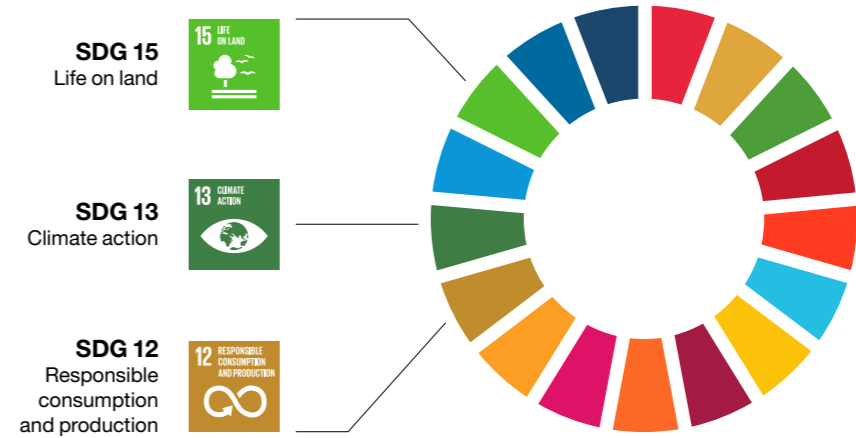 SDG 15
Life on land
15 LIFE
ON LAND
SDG 13
Climate action
13 CLIMATE
ACTION
SDG 12
Responsible
consumption
and production
12 RESPONSIBLE
CONSUMPTION
AND PRODUCTION